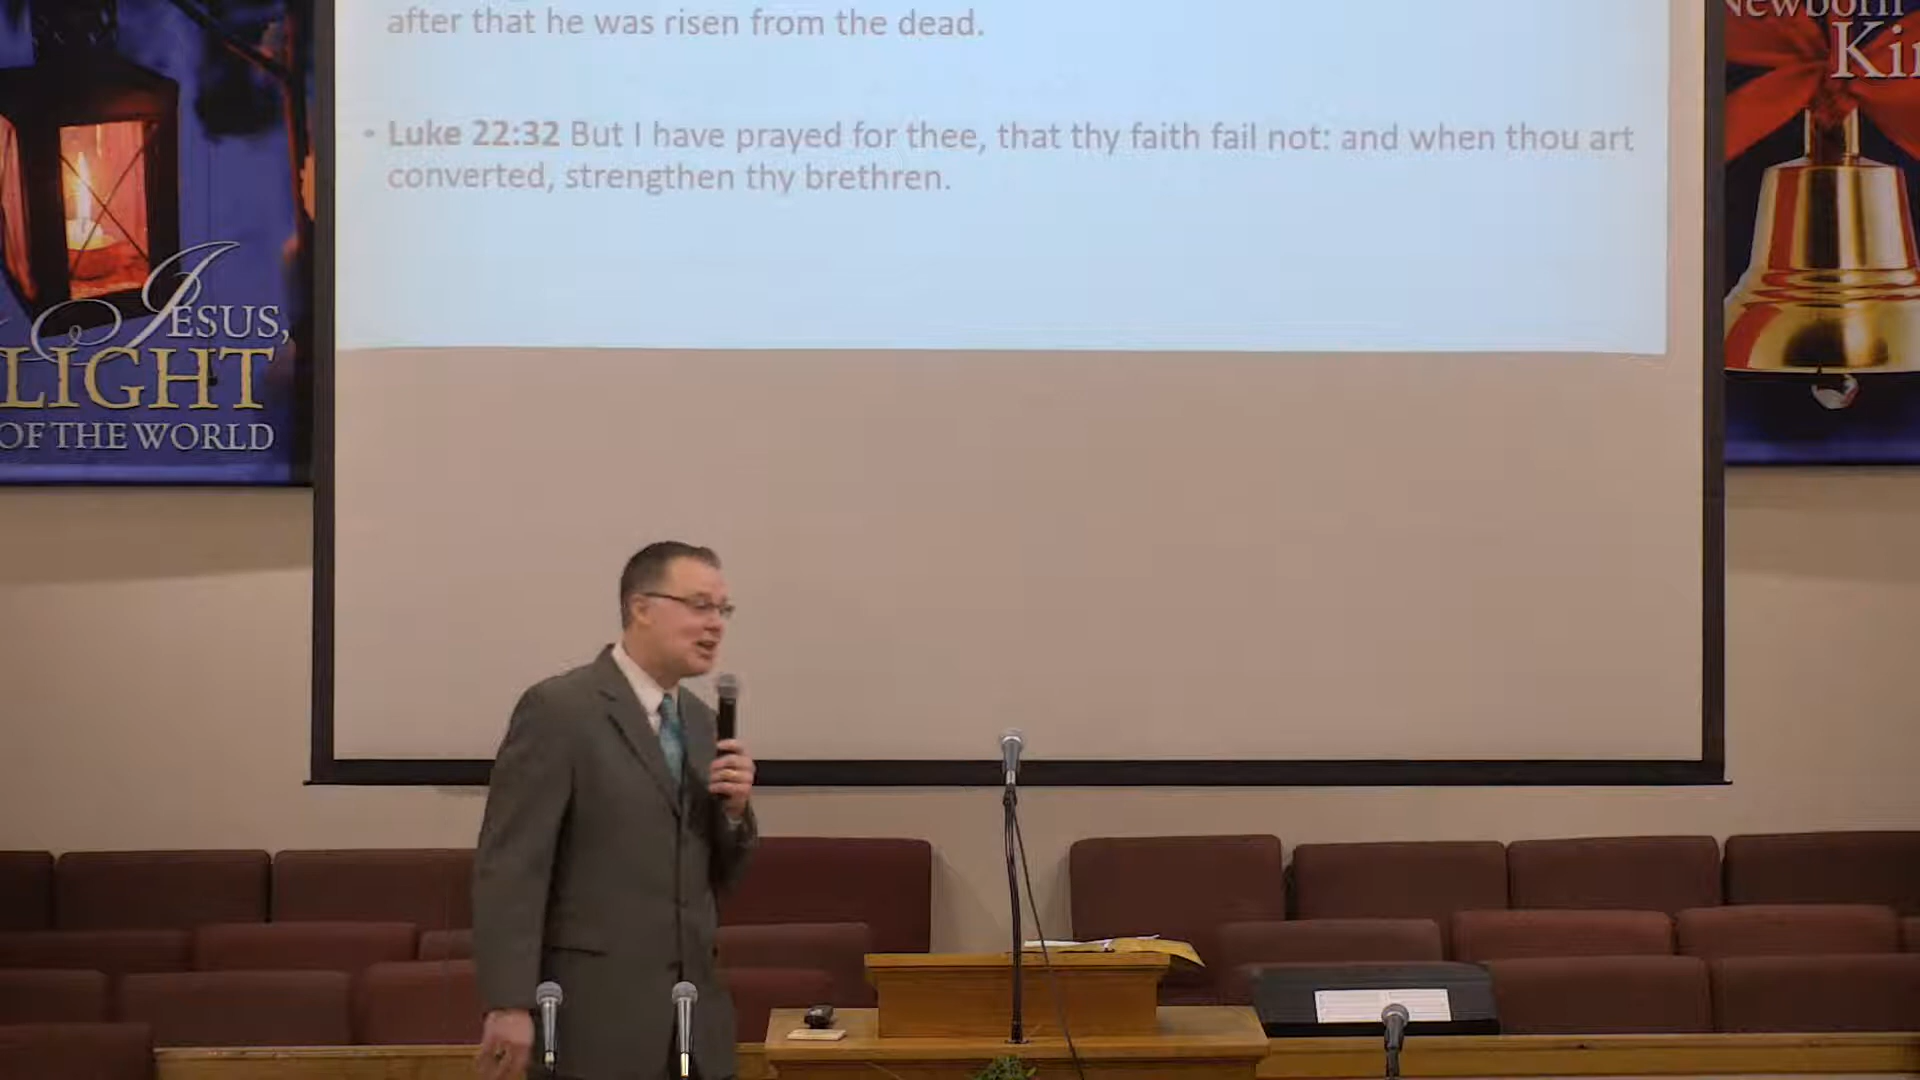 after that he was risen from the dead.
• Luke 22:32 But I have prayed for thee, that thy faith fail not: and when thou art
converted, strengthen thy brethren.
JESUS,
LIGHT
OF THE WORLD
Newborn
Ki